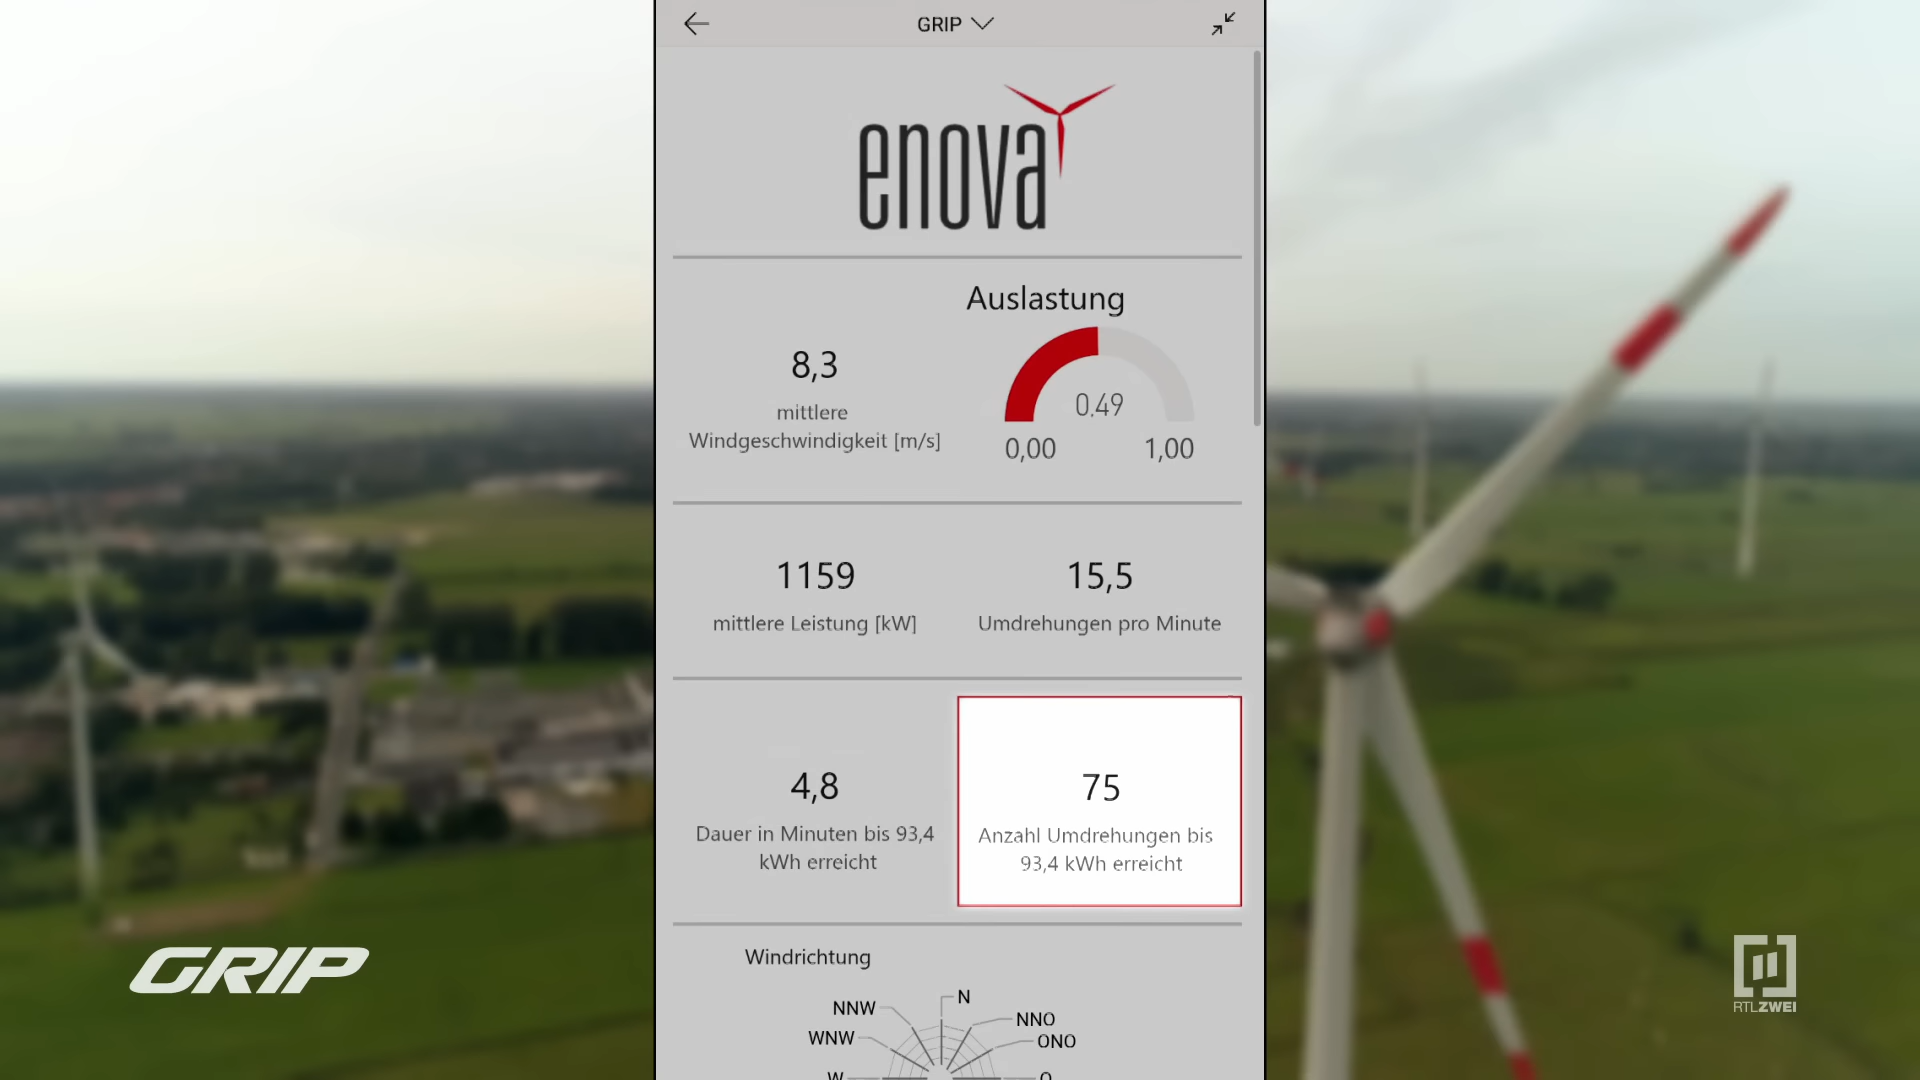 GRIP
enova
Auslastung
8,3
mittlere
Windgeschwindigkeit [m/s]
0,49
0,00
1,00
1159
mittlere Leistung [kW]
15,5
Umdrehungen pro Minute
4,8
Dauer in Minuten bis 93,4
kWh erreicht
75
Anzahl Umdrehungen bis
93,4 kWh erreicht
Windrichtung
N
NNW
NNO
WNW
ONO
W
O
GRIP
RTLZWEI